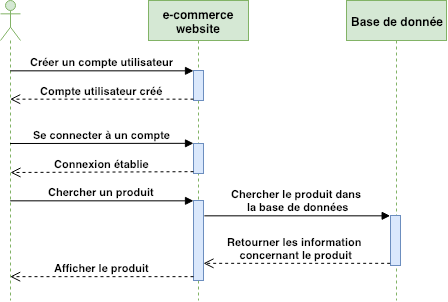 e-commerce
website
Base de donnée
Créer un compte utilisateur
Compte utilisateur créé
Se connecter à un compte
Connexion établie
Chercher un produit
Chercher le produit dans
la base de données
Retourner les information
concernant le produit
Afficher le produit